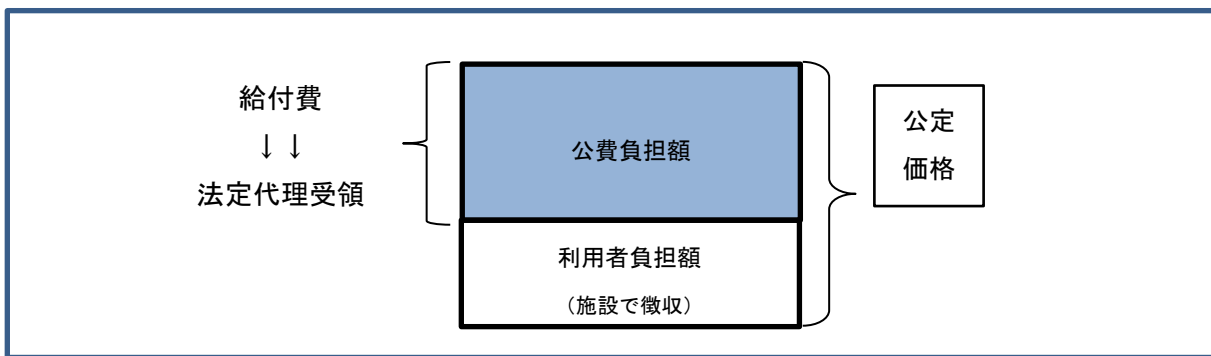 給付費
↓ ↓
法定代理受領
公費負担額
利用者負担額
（施設で徴収）
公定
価格